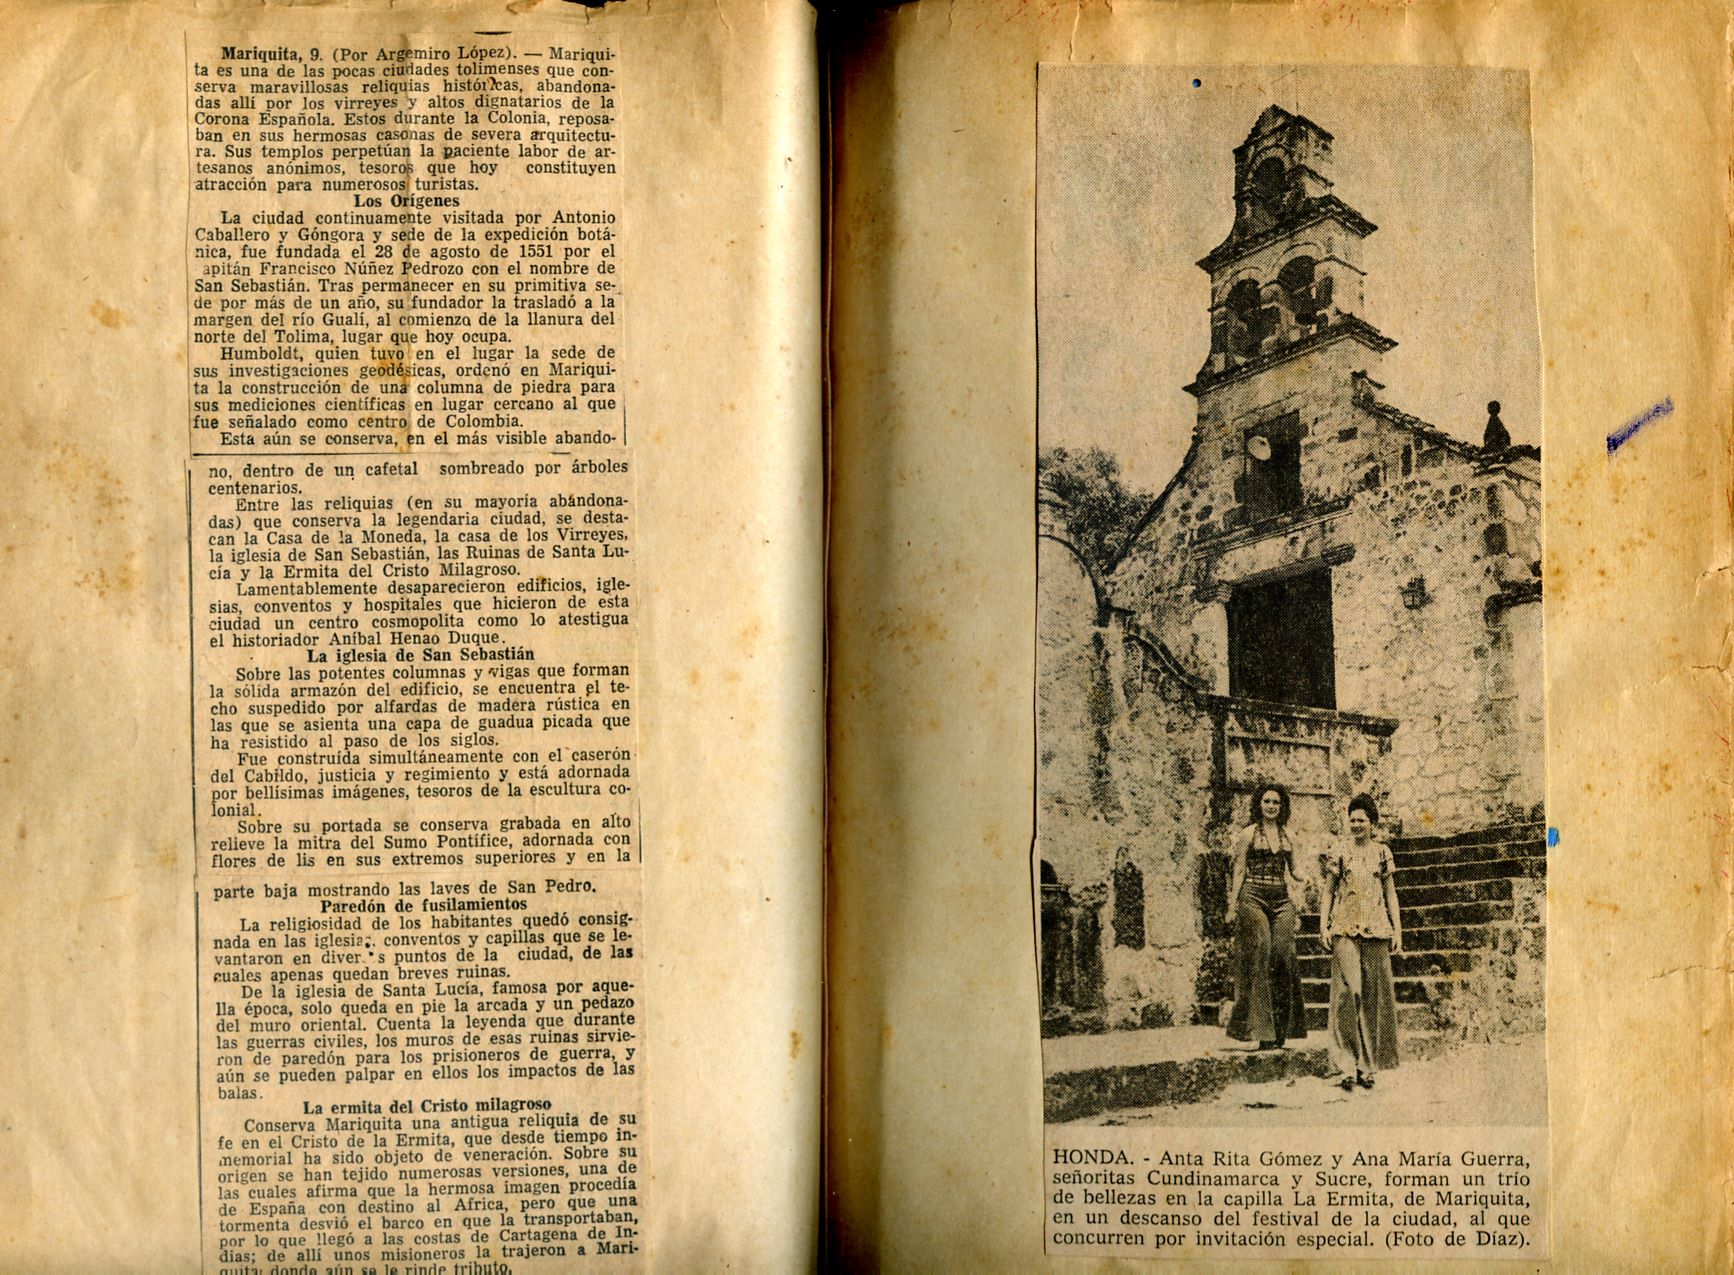 Mariquita, 9. (Por Argemiro López). — Mariqui-
ta es una de las pocas ciudades tolimenses que con-
serva maravillosas reliquias históricas, abandona-
das allí por los virreyes y altos dignatarios de la
Corona Española. Estos durante la Colonia, reposa-
ban en sus hermosas casonas de severa arquitectu-
ra. Sus templos perpetúan la paciente labor de ar-
tesanos anónimos, tesoros que hoy constituyen
atracción para numerosos turistas.
Los Orígenes
La ciudad continuamente visitada por Antonio
Caballero y Góngora y sede de la expedición botá-
nica, fue fundada el 28 de agosto de 1551 por el
apitán Francisco Núñez Pedrozo con el nombre de
San Sebastián. Tras permanecer en su primitiva se-
de por más de un año, su fundador la trasladó a la
margen del río Gualí, al comienzo de la llanura del
norte del Tolima, lugar que hoy ocupa.
Humboldt, quien tuvo en el lugar la sede de
sus investigaciones geodésicas, ordenó en Mariqui-
ta la construcción de una columna de piedra para
sus mediciones científicas en lugar cercano al que
fue señalado como centro de Colombia.
Esta aún se conserva, en el más visible abando-
no, dentro de un cafetal sombreado por árboles
centenarios.
Entre las reliquias (en su mayoría abandona-
das) que conserva la legendaria ciudad, se desta-
can la Casa de la Moneda, la casa de los Virreyes,
la iglesia de San Sebastián, las Ruinas de Santa Lu-
cía y la Ermita del Cristo Milagroso.
Lamentablemente desaparecieron edificios, igle-
sias, conventos y hospitales que hicieron de esta
ciudad un centro cosmopolita como lo atestigua
el historiador Aníbal Henao Duque.
La iglesia de San Sebastián
Sobre las potentes columnas y vigas que forman
la sólida armazón del edificio, se encuentra el te-
cho suspedido por alfardas de madera rústica en
las que se asienta una capa de guadua picada que
ha resistido al paso de los siglos.
Fue construída simultáneamente con el caserón
del Cabildo, justicia y regimiento y está adornada
por bellísimas imágenes, tesoros de la escultura co-
lonial.
Sobre su portada se conserva grabada en alto
relieve la mitra del Sumo Pontífice, adornada con
flores de lis en sus extremos superiores y en la
parte baja mostrando las laves de San Pedro.
Paredón de fusilamientos
La religiosidad de los habitantes quedó consig-
nada en las iglesias, conventos y capillas que se le-
vantaron en diversos puntos de la ciudad, de las
cuales apenas quedan breves ruinas.
De la iglesia de Santa Lucía, famosa por aque-
lla época, solo queda en pie la arcada y un pedazo
del muro oriental. Cuenta la leyenda que durante
las guerras civiles, los muros de esas ruinas sirvie-
ron de paredón para los prisioneros de guerra, y
aún se pueden palpar en ellos los impactos de las
balas.
La ermita del Cristo milagroso
Conserva Mariquita una antigua reliquia de su
fe en el Cristo de la Ermita, que desde tiempo in-
memorial ha sido objeto de veneración. Sobre su
origen se han tejido numerosas versiones, una de
las cuales afirma que la hermosa imagen procedía
de España con destino al Africa, pero que una
tormenta desvió el barco en que la transportaban,
por lo que llegó a las costas de Cartagena de In-
dias; de allí unos misioneros la trajeron a Mari-
quita; donde aún se le rinde tributo.
HONDA. - Anta Rita Gómez y Ana María Guerra,
señoritas Cundinamarca y Sucre, forman un trío
de bellezas en la capilla La Ermita, de Mariquita,
en un descanso del festival de la ciudad, al que
concurren por invitación especial. (Foto de Díaz).